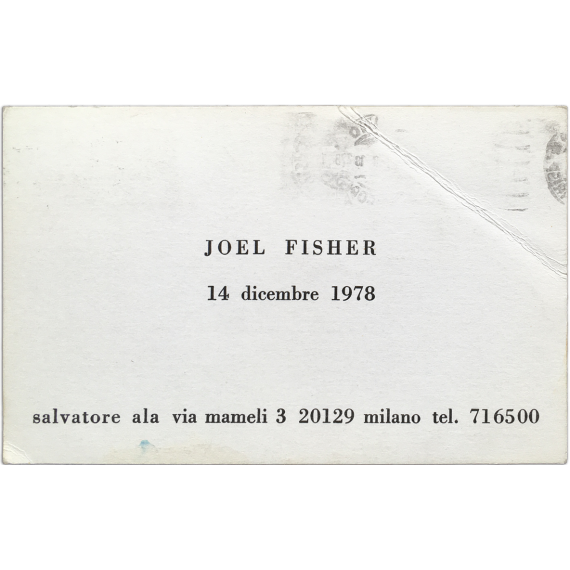 JOEL FISHER
14 dicembre 1978
salvatore ala via mameli 3 20129 milano tel. 716500